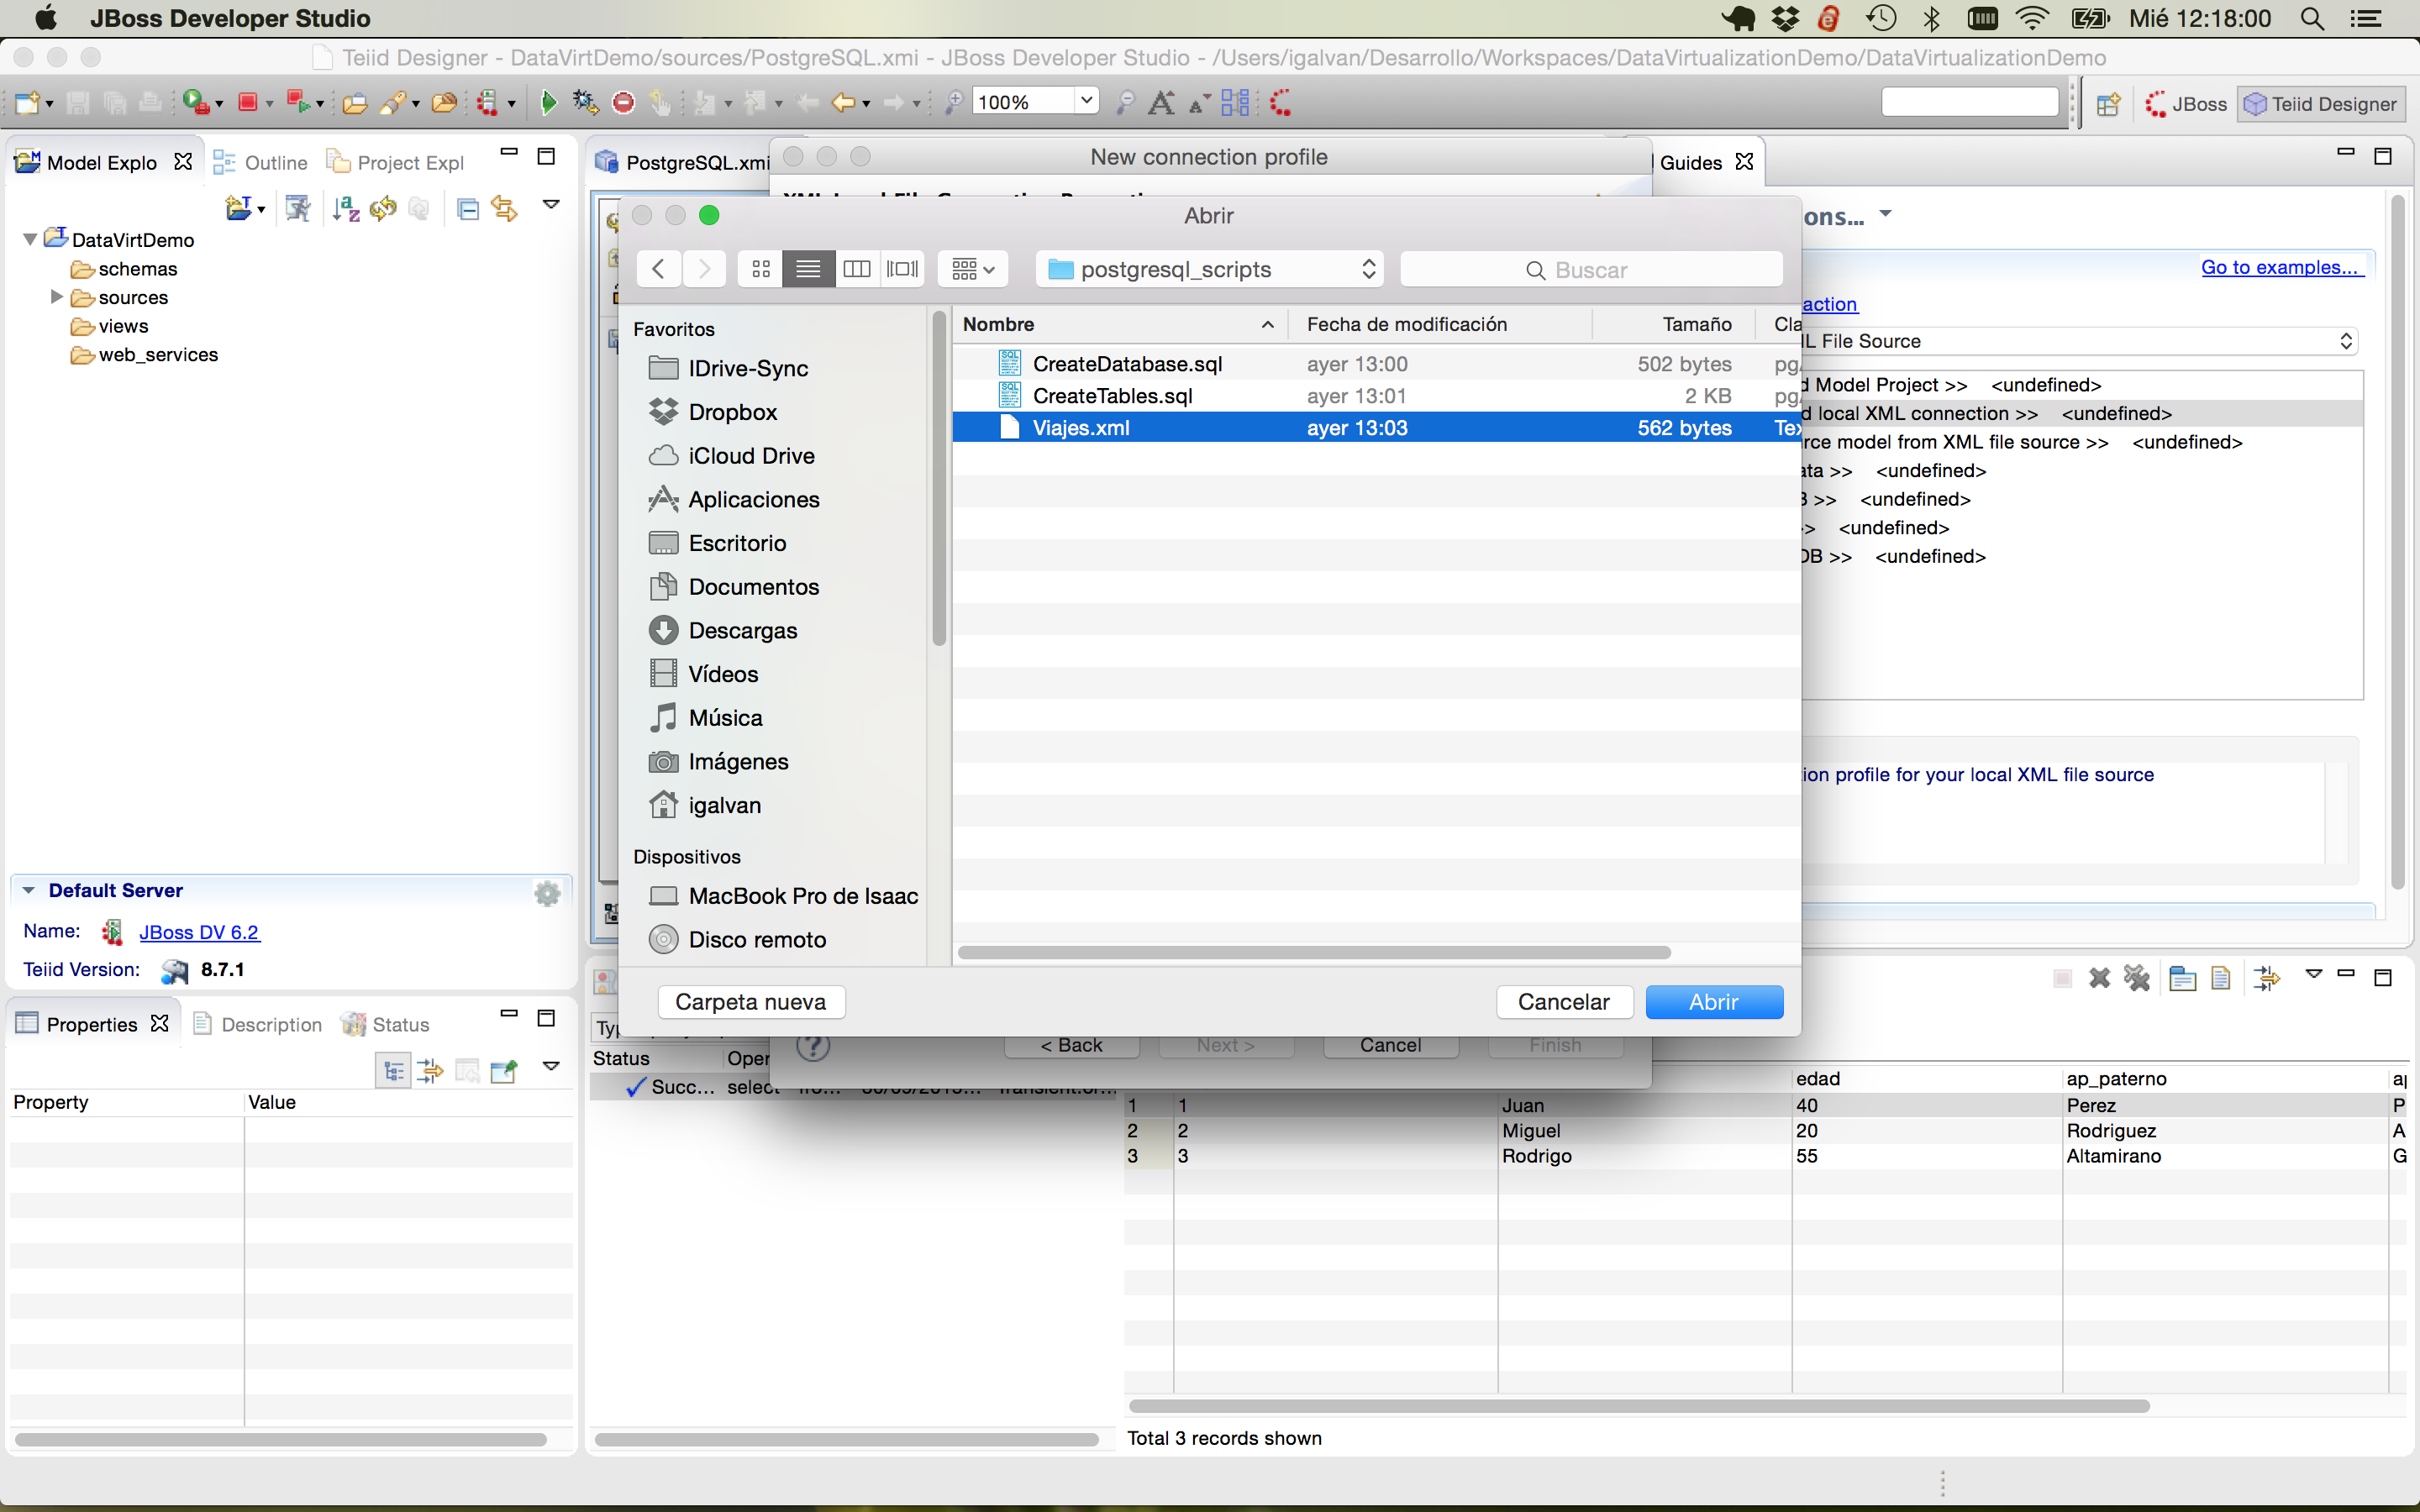 JBoss Developer Studio
Mié 12:18:00
Teiid Designer - DataVirtDemo/sources/PostgreSQL.xmi - JBoss Developer Studio - /Users/igalvan/Desarrollo/Workspaces/DataVirtualizationDemo/DataVirtualizationDemo
100%
JBoss
Teiid Designer
Model Explo
Outline
Project Expl
DataVirtDemo
schemas
sources
views
web_services
Default Server
Name: JBoss DV 6.2
Teiid Version: 8.7.1
Properties
Description
Status
Property Value
PostgreSQL.xmi
New connection profile
Abrir
postgresql_scripts
Buscar
Favoritos
IDrive-Sync
Dropbox
iCloud Drive
Aplicaciones
Escritorio
Documentos
Descargas
Vídeos
Música
Imágenes
igalvan
Dispositivos
MacBook Pro de Isaac
Disco remoto
Nombre Fecha de modificación Tamaño Cla
CreateDatabase.sql ayer 13:00 502 bytes pg
CreateTables.sql ayer 13:01 2 KB pg
Viajes.xml ayer 13:03 562 bytes Tex
Carpeta nueva
Cancelar
Abrir
< Back
Next >
Cancel
Finish
Guides
ons...
Go to examples...
action
L File Source
d Model Project >> <undefined>
d local XML connection >> <undefined>
rce model from XML file source >> <undefined>
ata >> <undefined>
B >> <undefined>
>> <undefined>
DB >> <undefined>
ion profile for your local XML file source
Status Oper
Succ... select
edad ap_paterno
1 1 Juan 40 Perez P
2 2 Miguel 20 Rodriguez A
3 3 Rodrigo 55 Altamirano G
Total 3 records shown